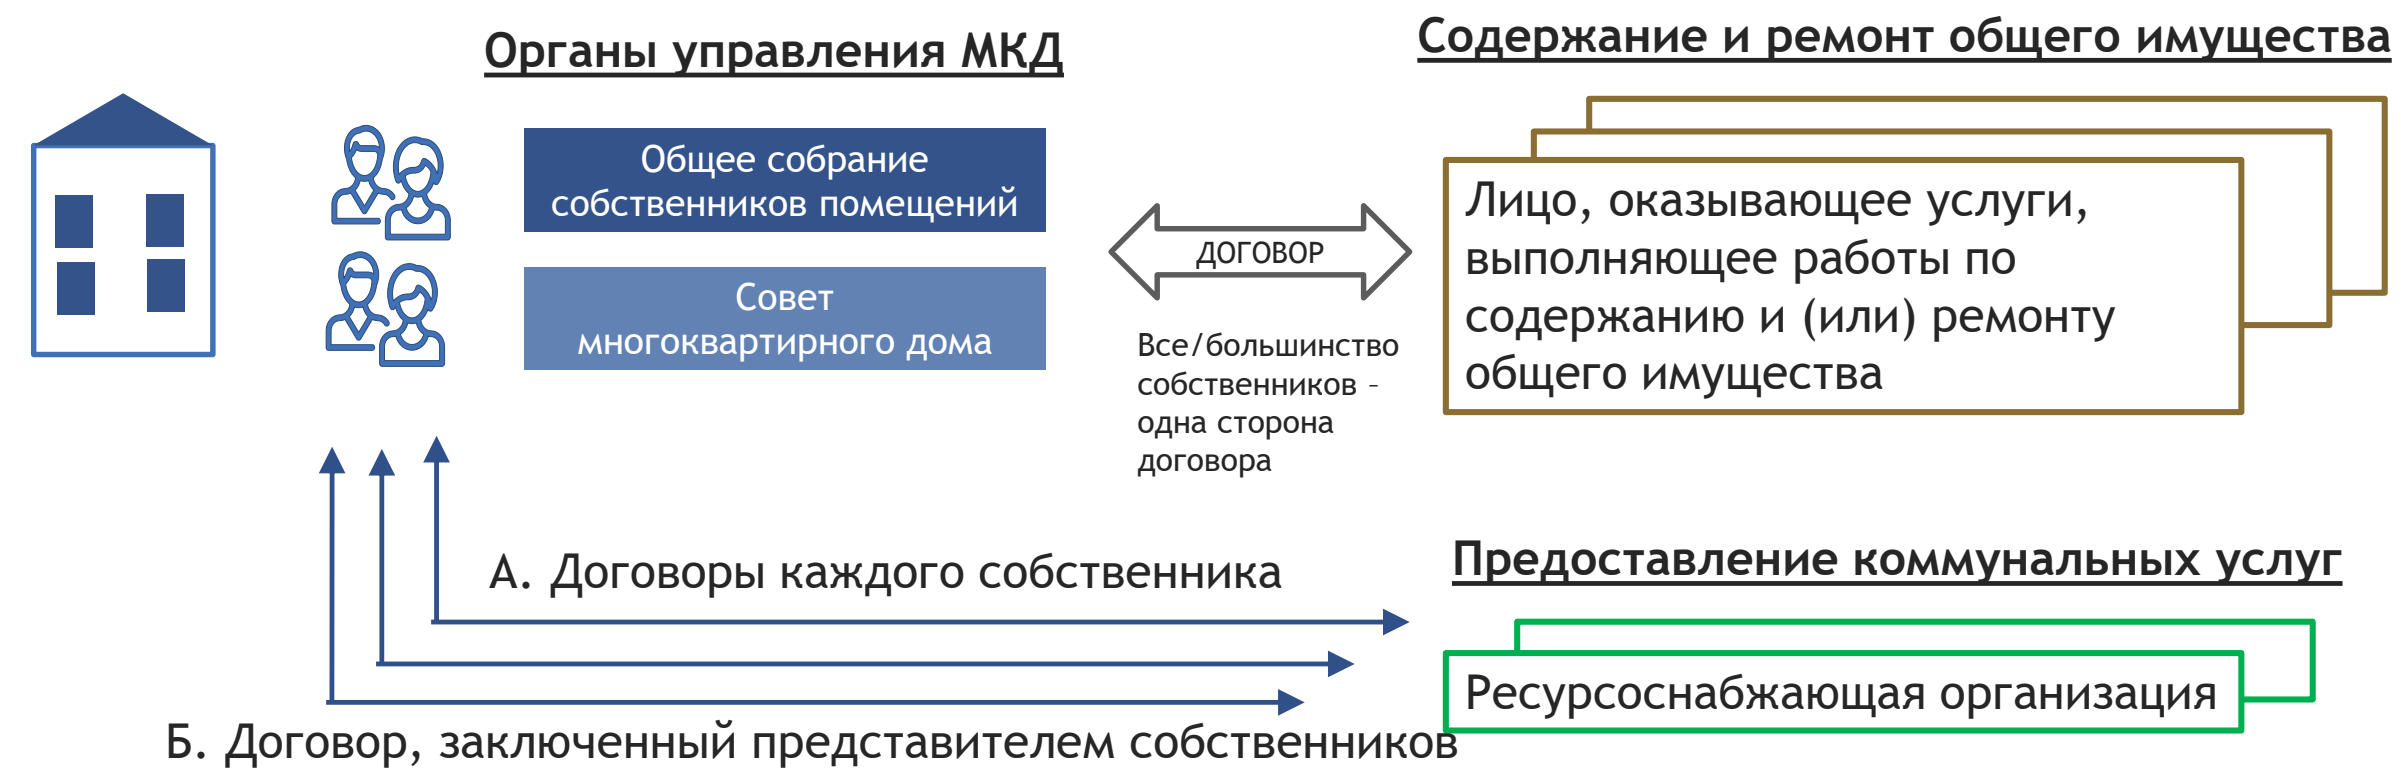 Органы управления МКД
Общее собрание
собственников помещений
Совет
многоквартирного дома
ДОГОВОР
Все/большинство
собственников –
одна сторона
договора
Содержание и ремонт общего имущества
Лицо, оказывающее услуги,
выполняющее работы по
содержанию и (или) ремонту
общего имущества
А. Договоры каждого собственника
Б. Договор, заключенный представителем собственников
Предоставление коммунальных услуг
Ресурсоснабжающая организация